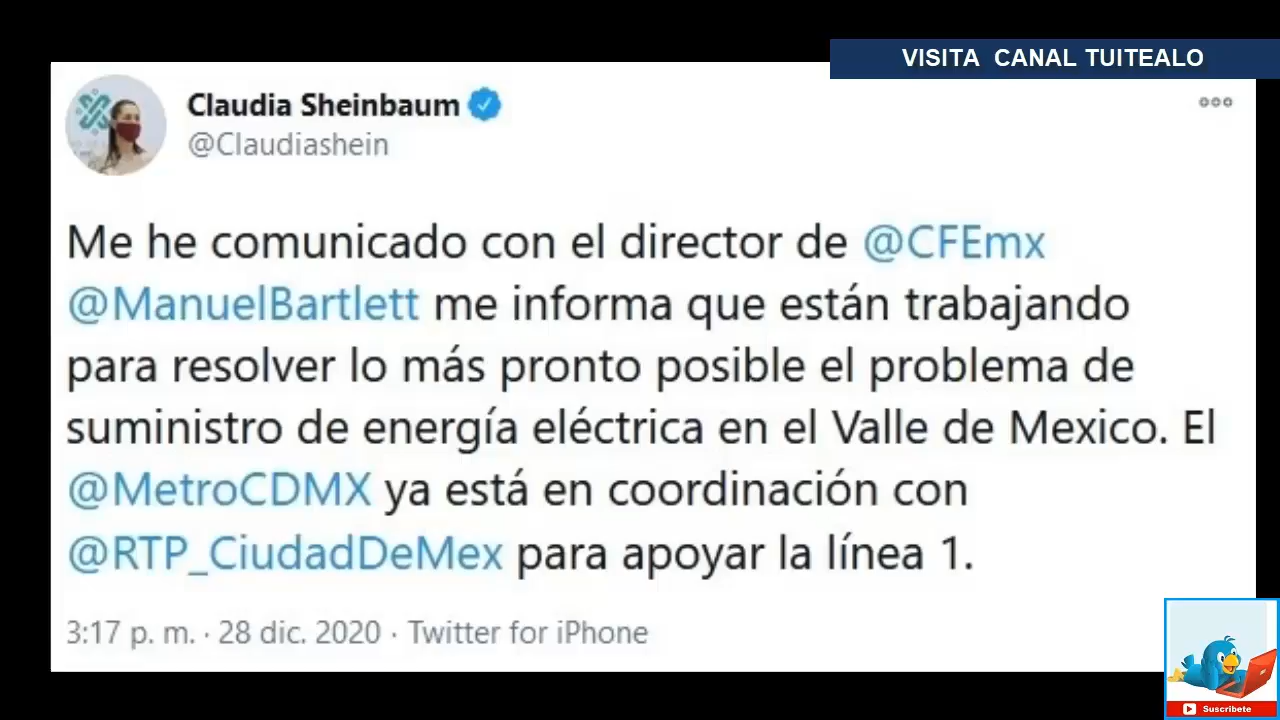 VISITA CANAL TUITEALO
Claudia Sheinbaum
@Claudiashein
Me he comunicado con el director de @CFEmx
@ManuelBartlett me informa que están trabajando
para resolver lo más pronto posible el problema de
suministro de energía eléctrica en el Valle de Mexico. El
@MetroCDMX ya está en coordinación con
@RTP_CiudadDeMex para apoyar la línea 1.
3:17 p. m. · 28 dic. 2020 · Twitter for iPhone
Suscribete